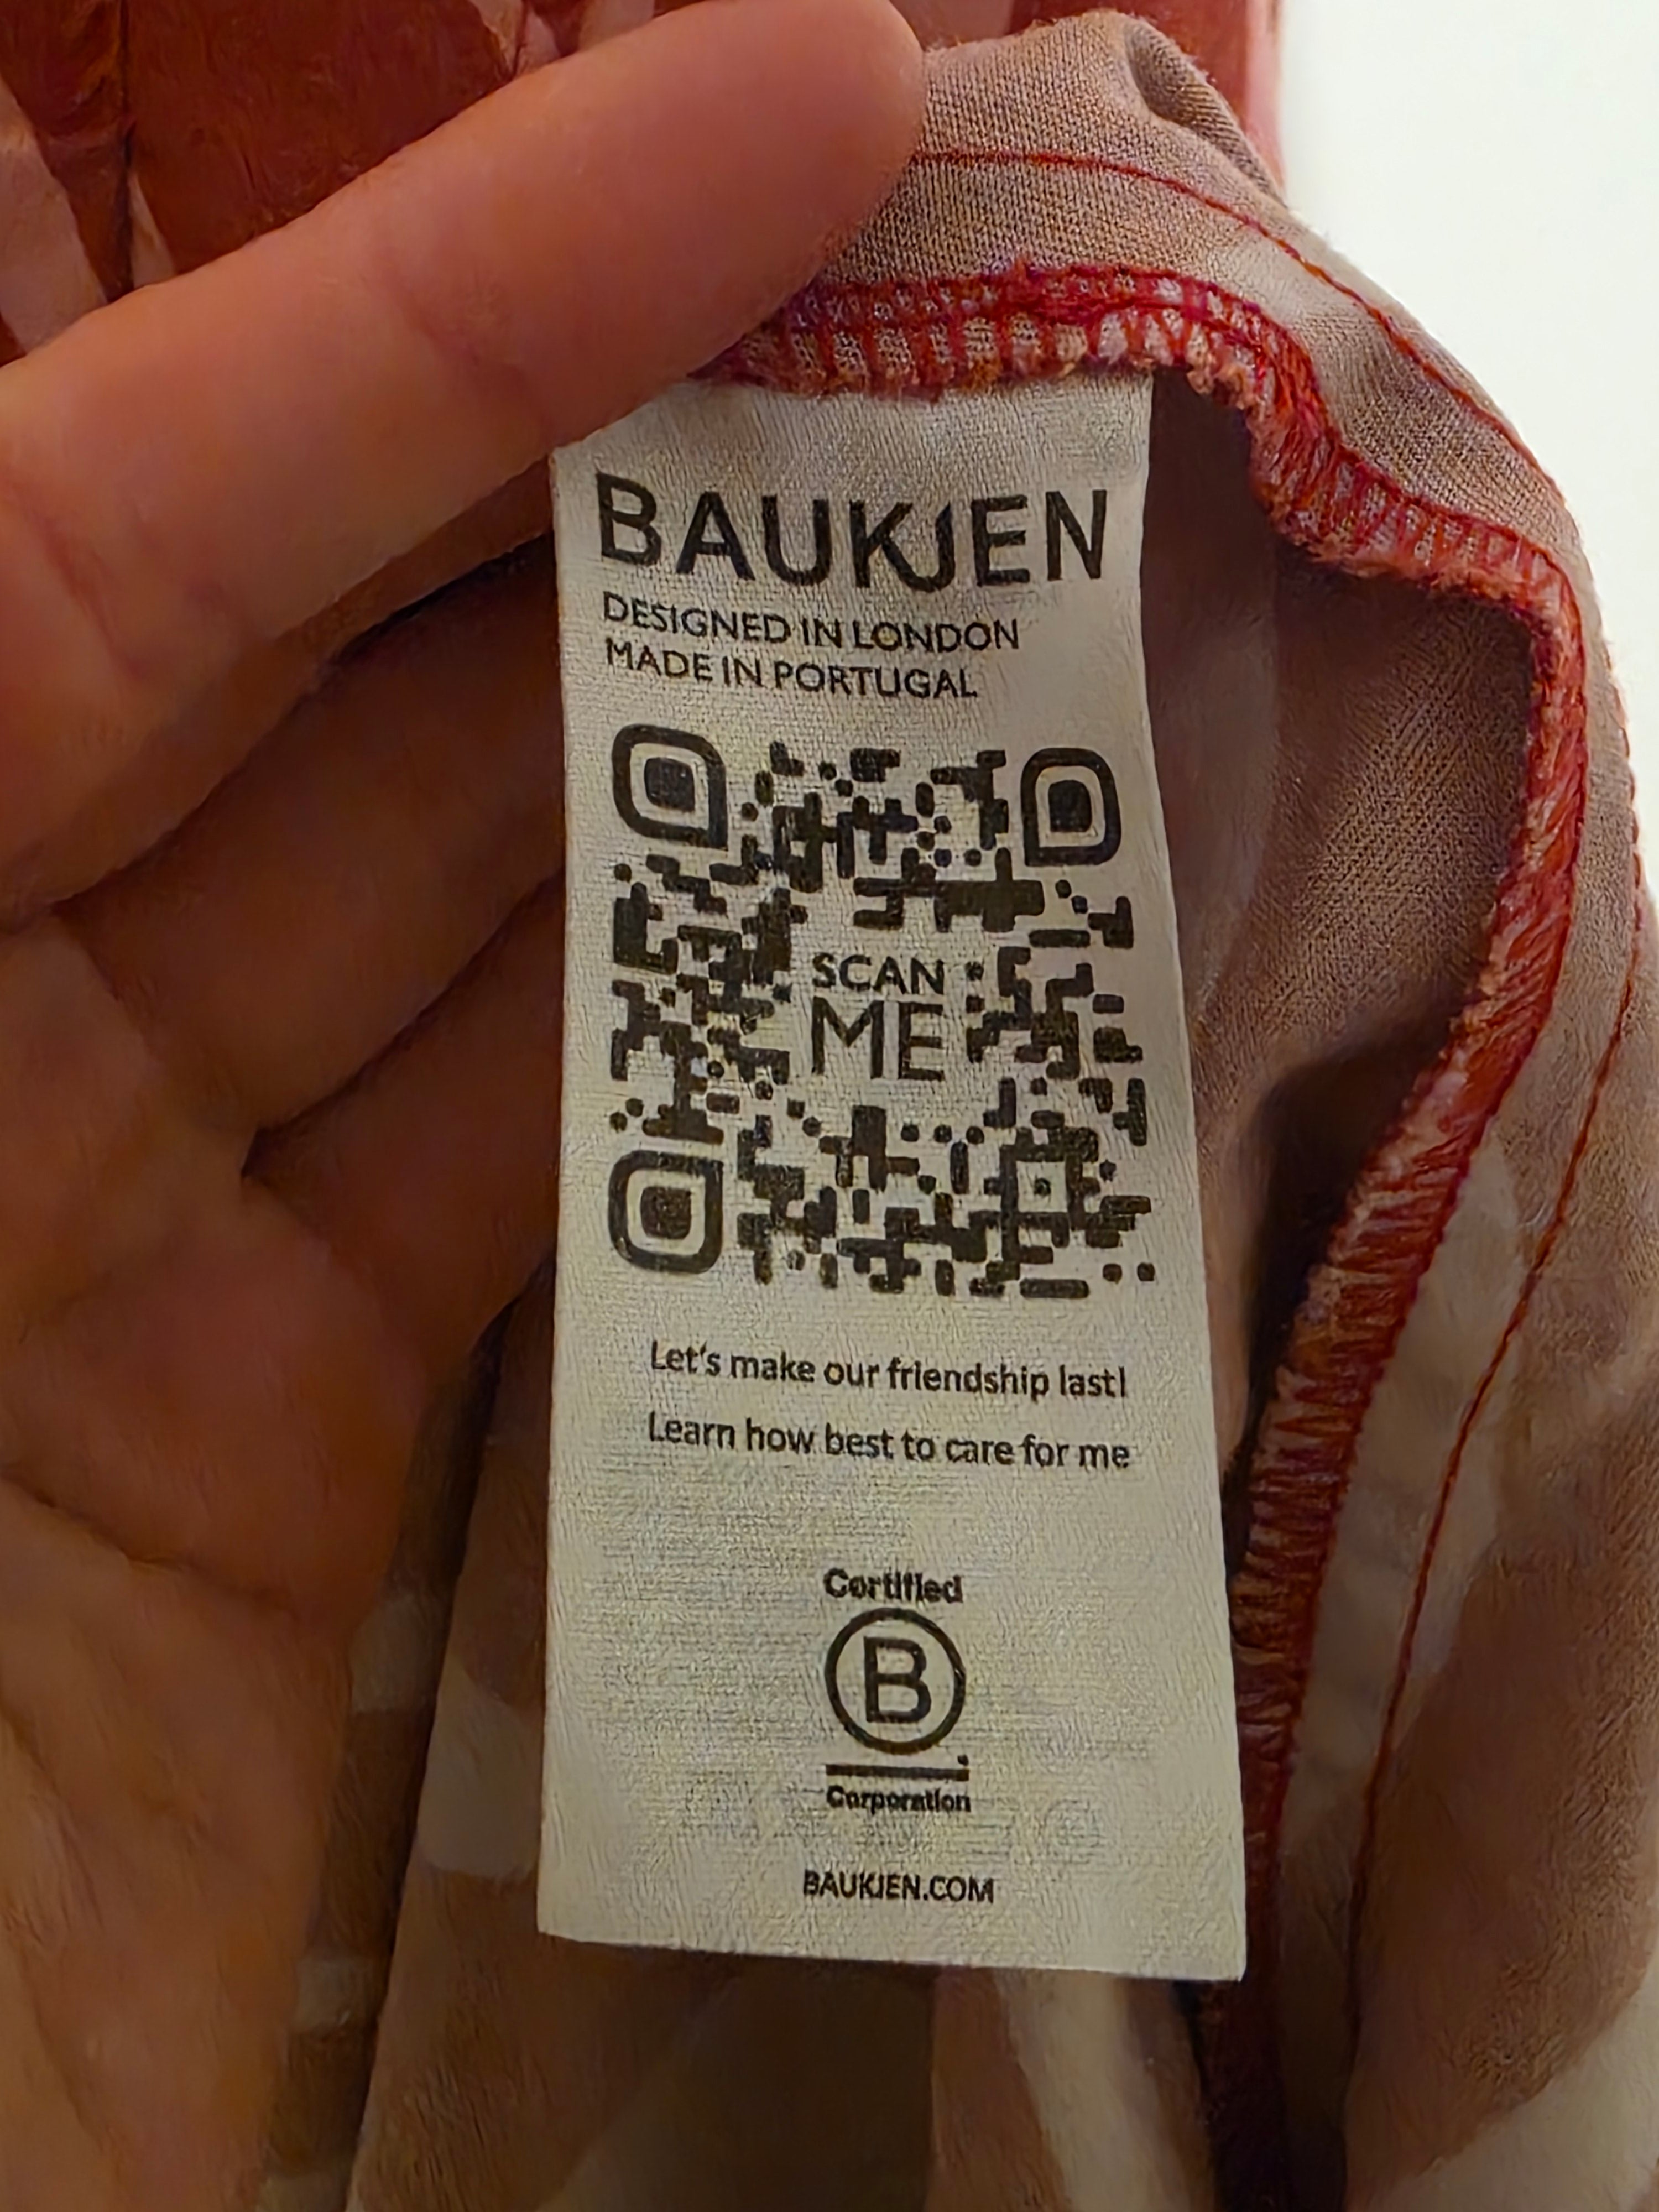 BAUKJEN
DESIGNED IN LONDON
MADE IN PORTUGAL
SCAN
ME
Let's make our friendship last!
Learn how best to care for me
Certified
B
Corporation
BAUKJEN.COM